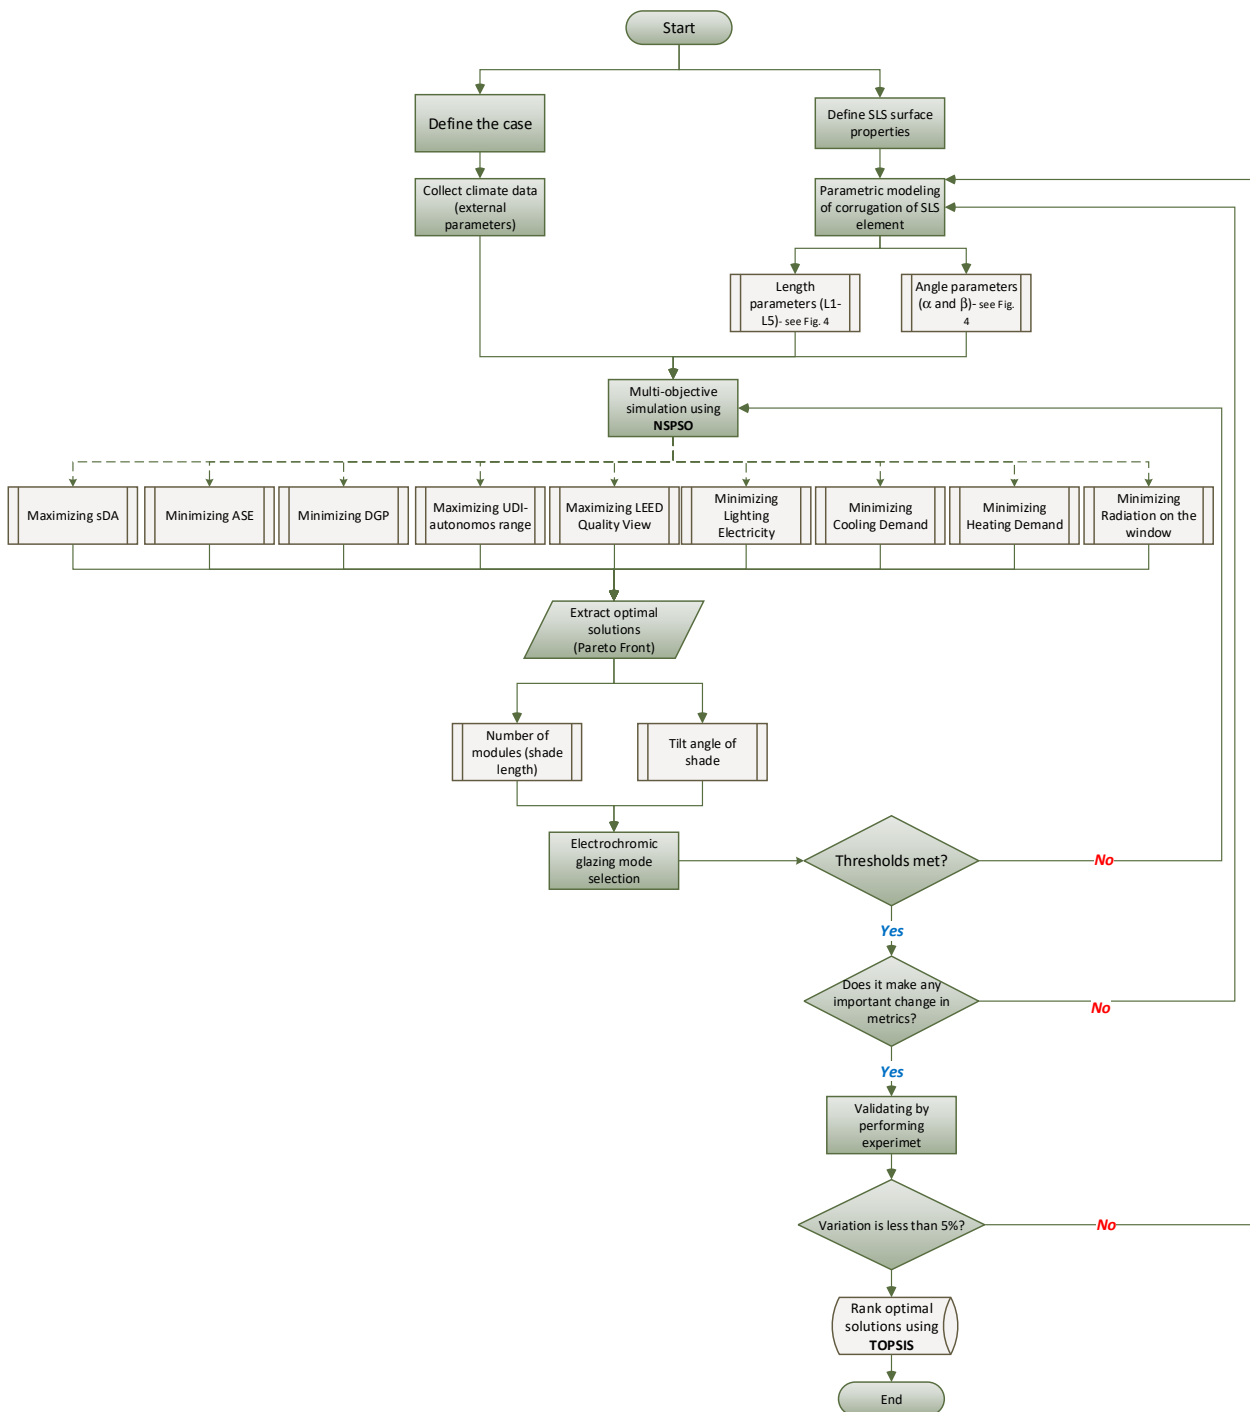 Start
Define the case
Define SLS surface
properties
Collect climate data
(external
parameters)
Parametric modeling
of corrugation of SLS
element
Length
parameters (L1-
L5)- see Fig. 4
Angle parameters
(α and β)- see Fig.
4
Multi-objective
simulation using
NSPSO
Maximizing sDA
Minimizing ASE
Minimizing DGP
Maximizing UDI-
autonomos range
Maximizing LEED
Quality View
Minimizing
Lighting
Electricity
Minimizing
Cooling Demand
Minimizing
Heating Demand
Minimizing
Radiation on the
window
Extract optimal
solutions
(Pareto Front)
Number of
modules (shade
length)
Tilt angle of
shade
Electrochromic
glazing mode
selection
Thresholds met?
No
Yes
Does it make any
important change in
metrics?
No
Yes
Validating by
performing
experimet
Variation is less than 5%?
No
Rank optimal
solutions using
TOPSIS
End